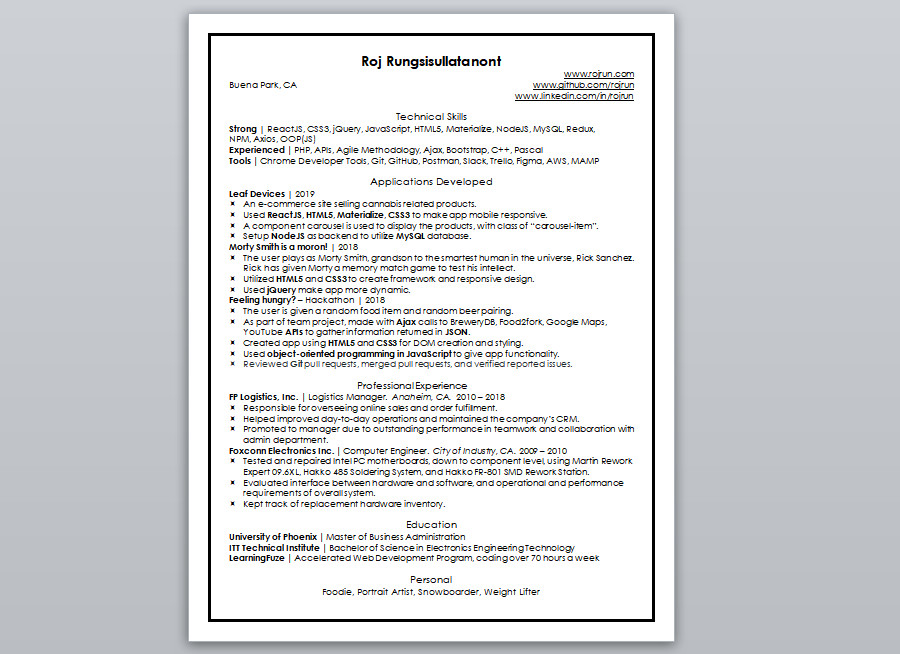 Roj Rungsisullatanont
www.rojrun.com
Buena Park, CA www.github.com/rojrun
www.linkedin.com/in/rojrun
Technical Skills
Strong | ReactJS, CSS3, jQuery, JavaScript, HTML5, Materialize, NodeJS, MySQL, Redux,
NPM, Axios, OOP(JS)
Experienced | PHP, APIs, Agile Methodology, Ajax, Bootstrap, C++, Pascal
Tools | Chrome Developer Tools, Git, GitHub, Postman, Slack, Trello, Figma, AWS, MAMP
Applications Developed
Leaf Devices | 2019
× An e-commerce site selling cannabis related products.
× Used ReactJS, HTML5, Materialize, CSS3 to make app mobile responsive.
× A component carousel is used to display the products, with class of “carousel-item”.
× Setup NodeJS as backend to utilize MySQL database.
Morty Smith is a moron! | 2018
× The user plays as Morty Smith, grandson to the smartest human in the universe, Rick Sanchez.
Rick has given Morty a memory match game to test his intellect.
× Utilized HTML5 and CSS3 to create framework and responsive design.
× Used jQuery make app more dynamic.
Feeling hungry? – Hackathon | 2018
× The user is given a random food item and random beer pairing.
× As part of team project, made with Ajax calls to BreweryDB, Food2fork, Google Maps,
YouTube APIs to gather information returned in JSON.
× Created app using HTML5 and CSS3 for DOM creation and styling.
× Used object-oriented programming in JavaScript to give app functionality.
× Reviewed Git pull requests, merged pull requests, and verified reported issues.
Professional Experience
FP Logistics, Inc. | Logistics Manager. Anaheim, CA. 2010 – 2018
× Responsible for overseeing online sales and order fulfillment.
× Helped improved day-to-day operations and maintained the company’s CRM.
× Promoted to manager due to outstanding performance in teamwork and collaboration with
admin department.
Foxconn Electronics Inc. | Computer Engineer. City of Industry, CA. 2009 – 2010
× Tested and repaired Intel PC motherboards, down to component level, using Martin Rework
Expert 09.6XL, Hakko 485 Soldering System, and Hakko FR-801 SMD Rework Station.
× Evaluated interface between hardware and software, and operational and performance
requirements of overall system.
× Kept track of replacement hardware inventory.
Education
University of Phoenix | Master of Business Administration
ITT Technical Institute | Bachelor of Science in Electronics Engineering Technology
LearningFuze | Accelerated Web Development Program, coding over 70 hours a week
Personal
Foodie, Portrait Artist, Snowboarder, Weight Lifter